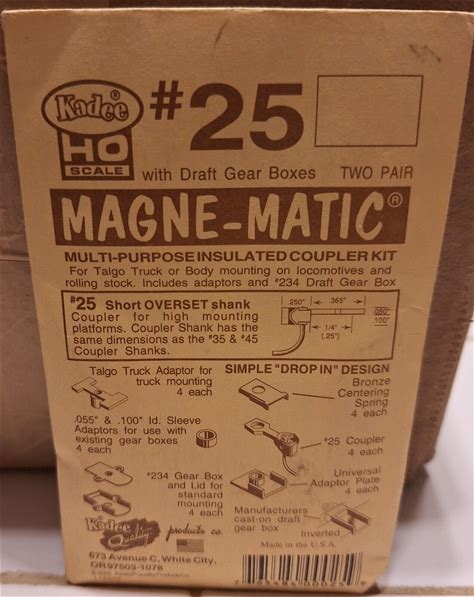 Kadee®
HO
SCALE
#25
with Draft Gear Boxes TWO PAIR
MAGNE-MATIC®
MULTI-PURPOSE INSULATED COUPLER KIT
For Talgo Truck or Body mounting on locomotives and
rolling stock. Includes adaptors and #234 Draft Gear Box
#25 Short OVERSET shank
Coupler for high mounting
platforms. Coupler Shank has the
same dimensions as the #35 & #45
Coupler Shanks.
.250" .365"
.050"
.100"
1/4"
(.25")
Talgo Truck Adaptor for
truck mounting
4 each
.055" & .100" Id. Sleeve
Adaptors for use with
existing gear boxes
4 each
#234 Gear Box
and Lid for
standard
mounting
4 each
SIMPLE "DROP IN" DESIGN
Bronze
Centering
Spring
4 each
#25 Coupler
4 each
Universal
Adaptor Plate
4 each
Manufacturers
cast-on draft
gear box
Inverted
Kadee Quality products co.
673 Avenue C, White City,
OR 97503-1078
Made in the U.S.A.